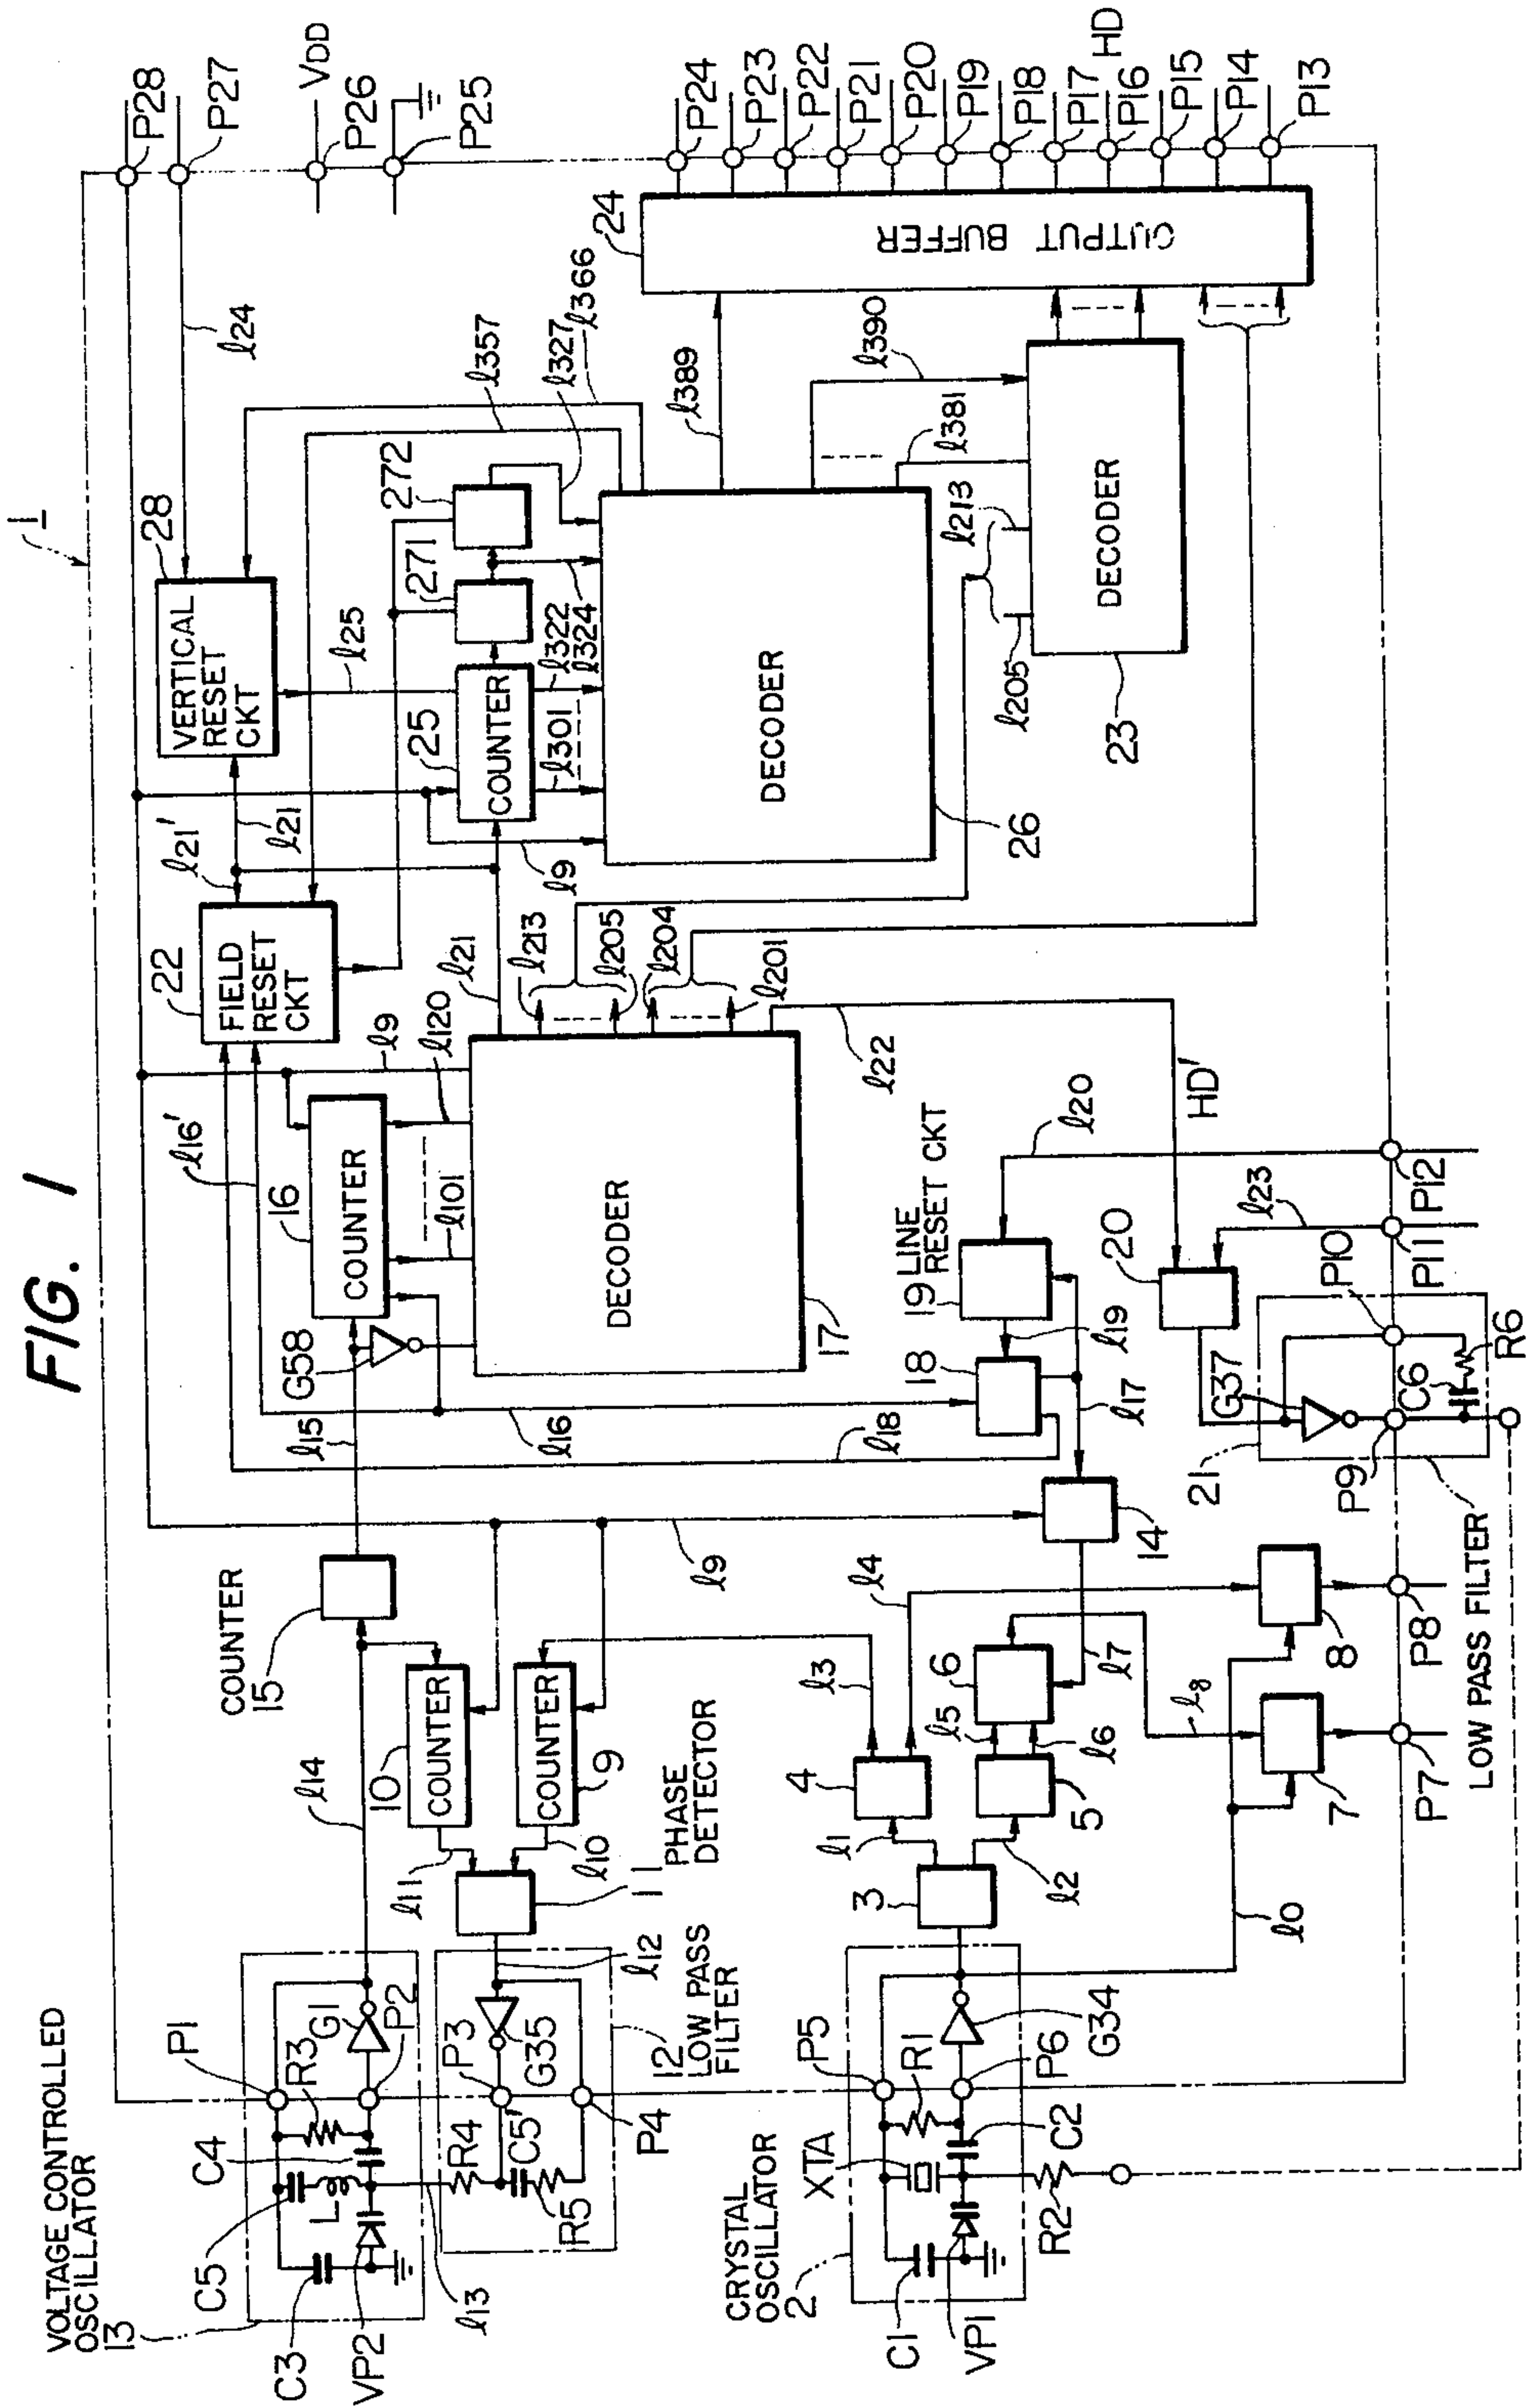 FIG. 1
1
VOLTAGE CONTROLLED
OSCILLATOR
13
C5
C3
L
VP2
C4
R3
P1
G1
P2
l13
R4
C5'
R5
P3
G35
P4
12
LOW PASS
FILTER
l12
l14
l11
l10
11
PHASE
DETECTOR
10
COUNTER
COUNTER
9
COUNTER
15
l15
CRYSTAL
OSCILLATOR
2
C1
VP1
XTA
R2
C2
R1
P5
P6
G34
3
l1
l2
4
5
l3
l4
l5
l6
6
l7
l8
l0
7
8
P7
P8
LOW PASS FILTER
l9
14
l16
l18
l17
18
l19
19
LINE
RESET CKT
l20
20
21
G37
P9
P10
C6
R6
P11
l23
P12
HD'
l22
G58
16
COUNTER
l16'
l101
l120
l9
DECODER
17
l21
l213
l205
l204
l201
22
FIELD
RESET
CKT
l21'
l21
28
VERTICAL
RESET
CKT
l24
l25
25
COUNTER
271
272
l301
l322
l324
l9
l357
l327
l366
DECODER
26
l389
l390
l381
l213
l205
DECODER
23
24
OUTPUT BUFFER
P28
P27
VDD
P26
P25
P24
P23
P22
P21
P20
P19
P18
P17
HD
P16
P15
P14
P13